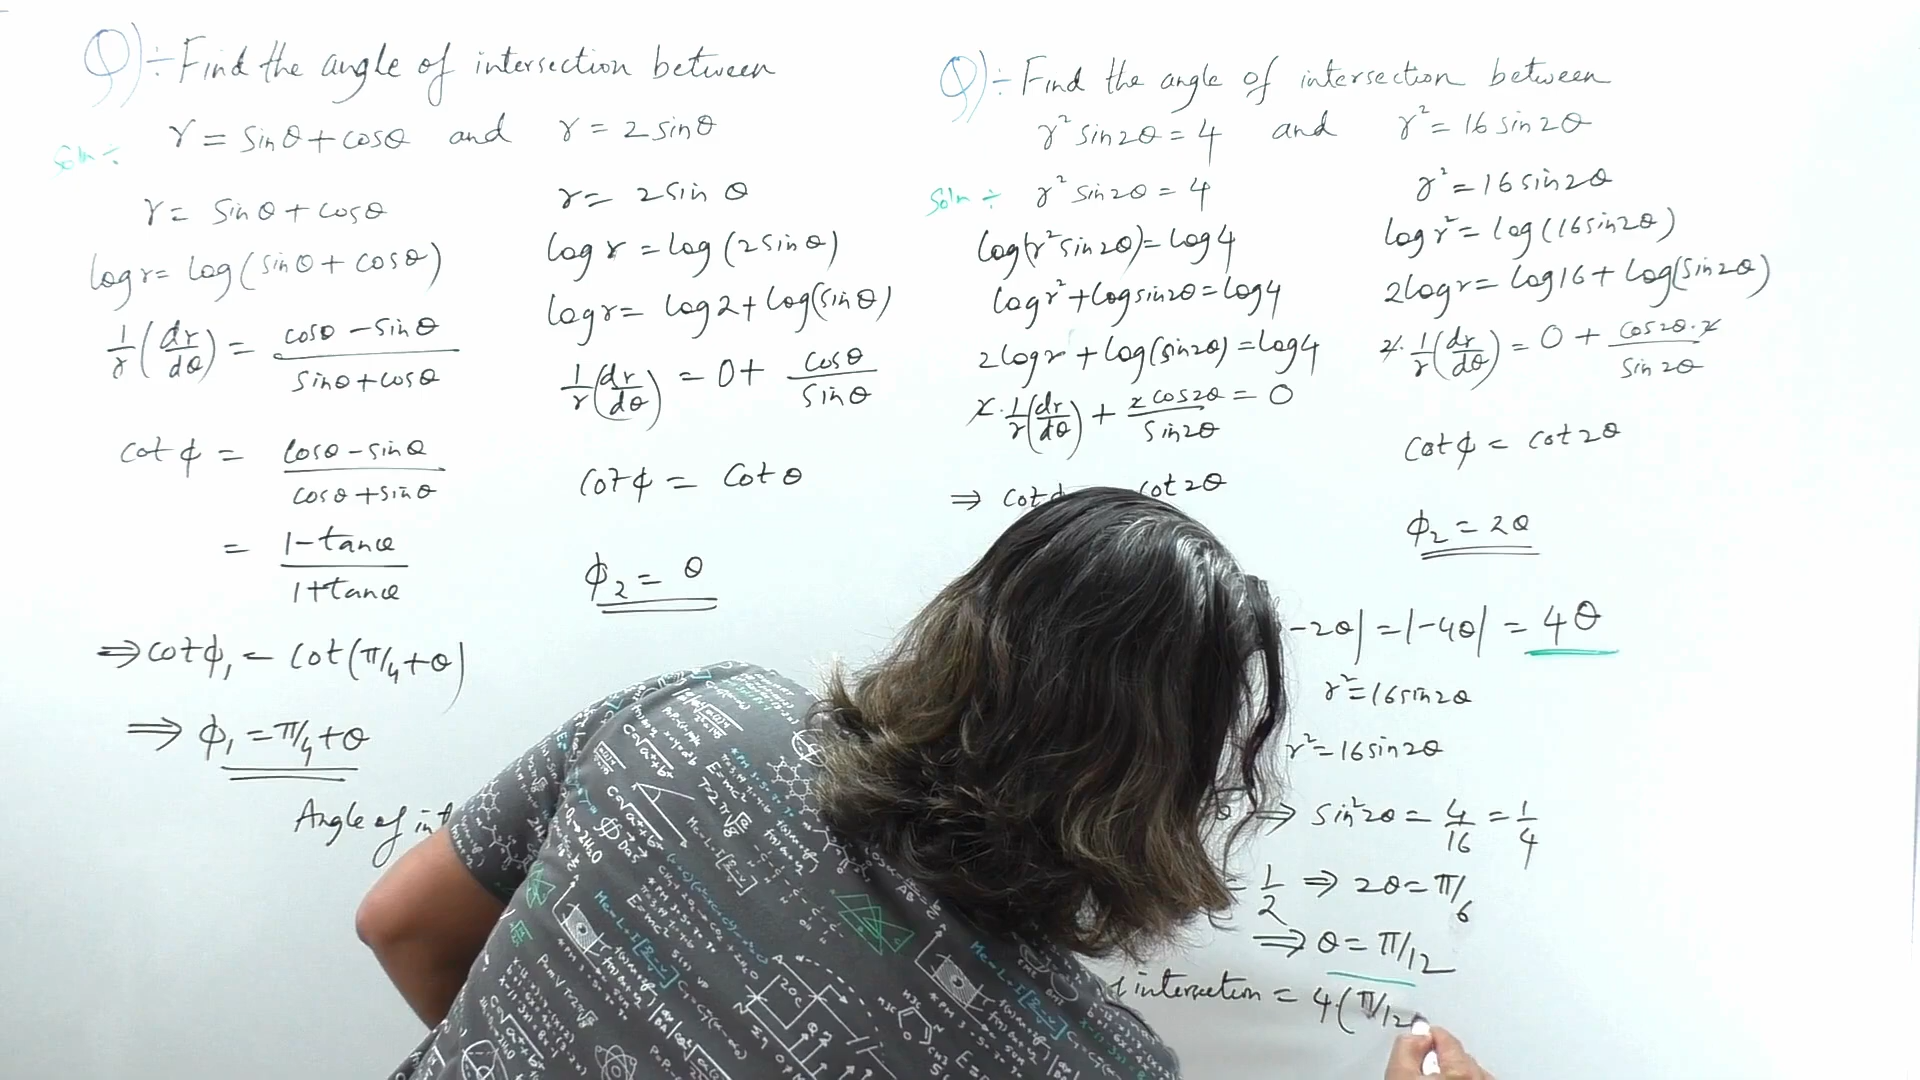 Q) ÷ Find the angle of intersection between
r = sinθ + cosθ and r = 2 sinθ
Soln ÷
r = sinθ + cosθ
log r = log (sinθ + cosθ)
1/r (dr/dθ) = (cosθ - sinθ)/(sinθ + cosθ)
cot ϕ = (cosθ - sinθ)/(cosθ + sinθ)
= (1 - tanθ)/(1 + tanθ)
⇒ cot ϕ₁ = cot (π/4 + θ)
⇒ ϕ₁ = π/4 + θ
r = 2 sin θ
log r = log (2 sinθ)
log r = log 2 + log (sinθ)
1/r (dr/dθ) = 0 + cosθ/sinθ
cot ϕ = cot θ
ϕ₂ = θ
Angle of int
Q) ÷ Find the angle of intersection between
r² sin2θ = 4 and r² = 16 sin2θ
Soln ÷ r² sin2θ = 4
log (r² sin2θ) = log 4
log r² + log sin2θ = log 4
2 log r + log (sin2θ) = log 4
2 · 1/r (dr/dθ) + 2 cos2θ/sin2θ = 0
⇒ cot cot 2θ
r² = 16 sin2θ
log r² = log (16 sin2θ)
2 log r = log 16 + log (sin2θ)
2 · 1/r (dr/dθ) = 0 + cos2θ · 2/sin2θ
cot ϕ = cot 2θ
ϕ₂ = 2θ
- 2θ| = |-4θ| = 4θ
r² = 16 sin2θ
r² = 16 sin2θ
⇒ sin²2θ = 4/16 = 1/4
= 1/2 ⇒ 2θ = π/6
⇒ θ = π/12
intersection = 4 (π/12